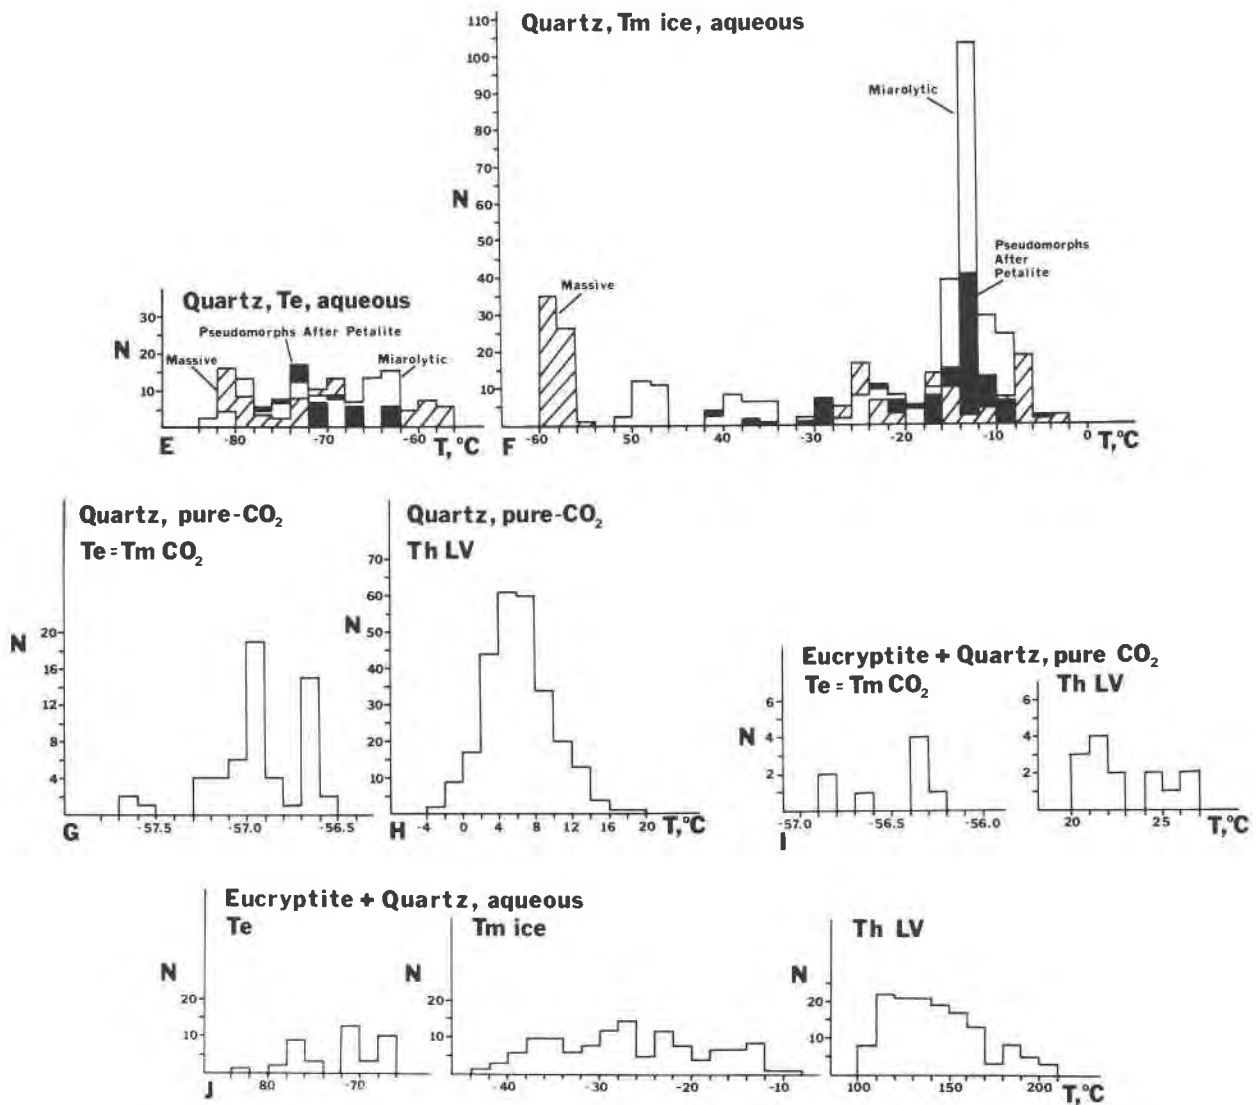 Quartz, Te, aqueous
Pseudomorphs After Petalite
Massive
Miarolytic
N
30
20
10
-80
-70
-60
T,°C
E
Quartz, Tm ice, aqueous
Miarolytic
Pseudomorphs
After
Petalite
Massive
N
110
100
90
80
70
60
50
40
30
20
10
-60
50
-40
-30
-20
-10
0
T,°C
F
Quartz, pure-CO₂
Te=Tm CO₂
N
20
16
12
8
4
-57.5
-57.0
-56.5
G
Quartz, pure-CO₂
Th LV
N
70
60
50
40
30
20
10
-4
0
4
8
12
16
20
T,°C
H
Eucryptite + Quartz, pure CO₂
Te = Tm CO₂
N
6
4
2
-57.0
-56.5
-56.0
I
Th LV
6
4
2
20
25
T,°C
Eucryptite + Quartz, aqueous
Te
N
20
10
80
-70
J
Tm ice
N
20
10
-40
-30
-20
-10
Th LV
N
20
10
100
150
200
T,°C